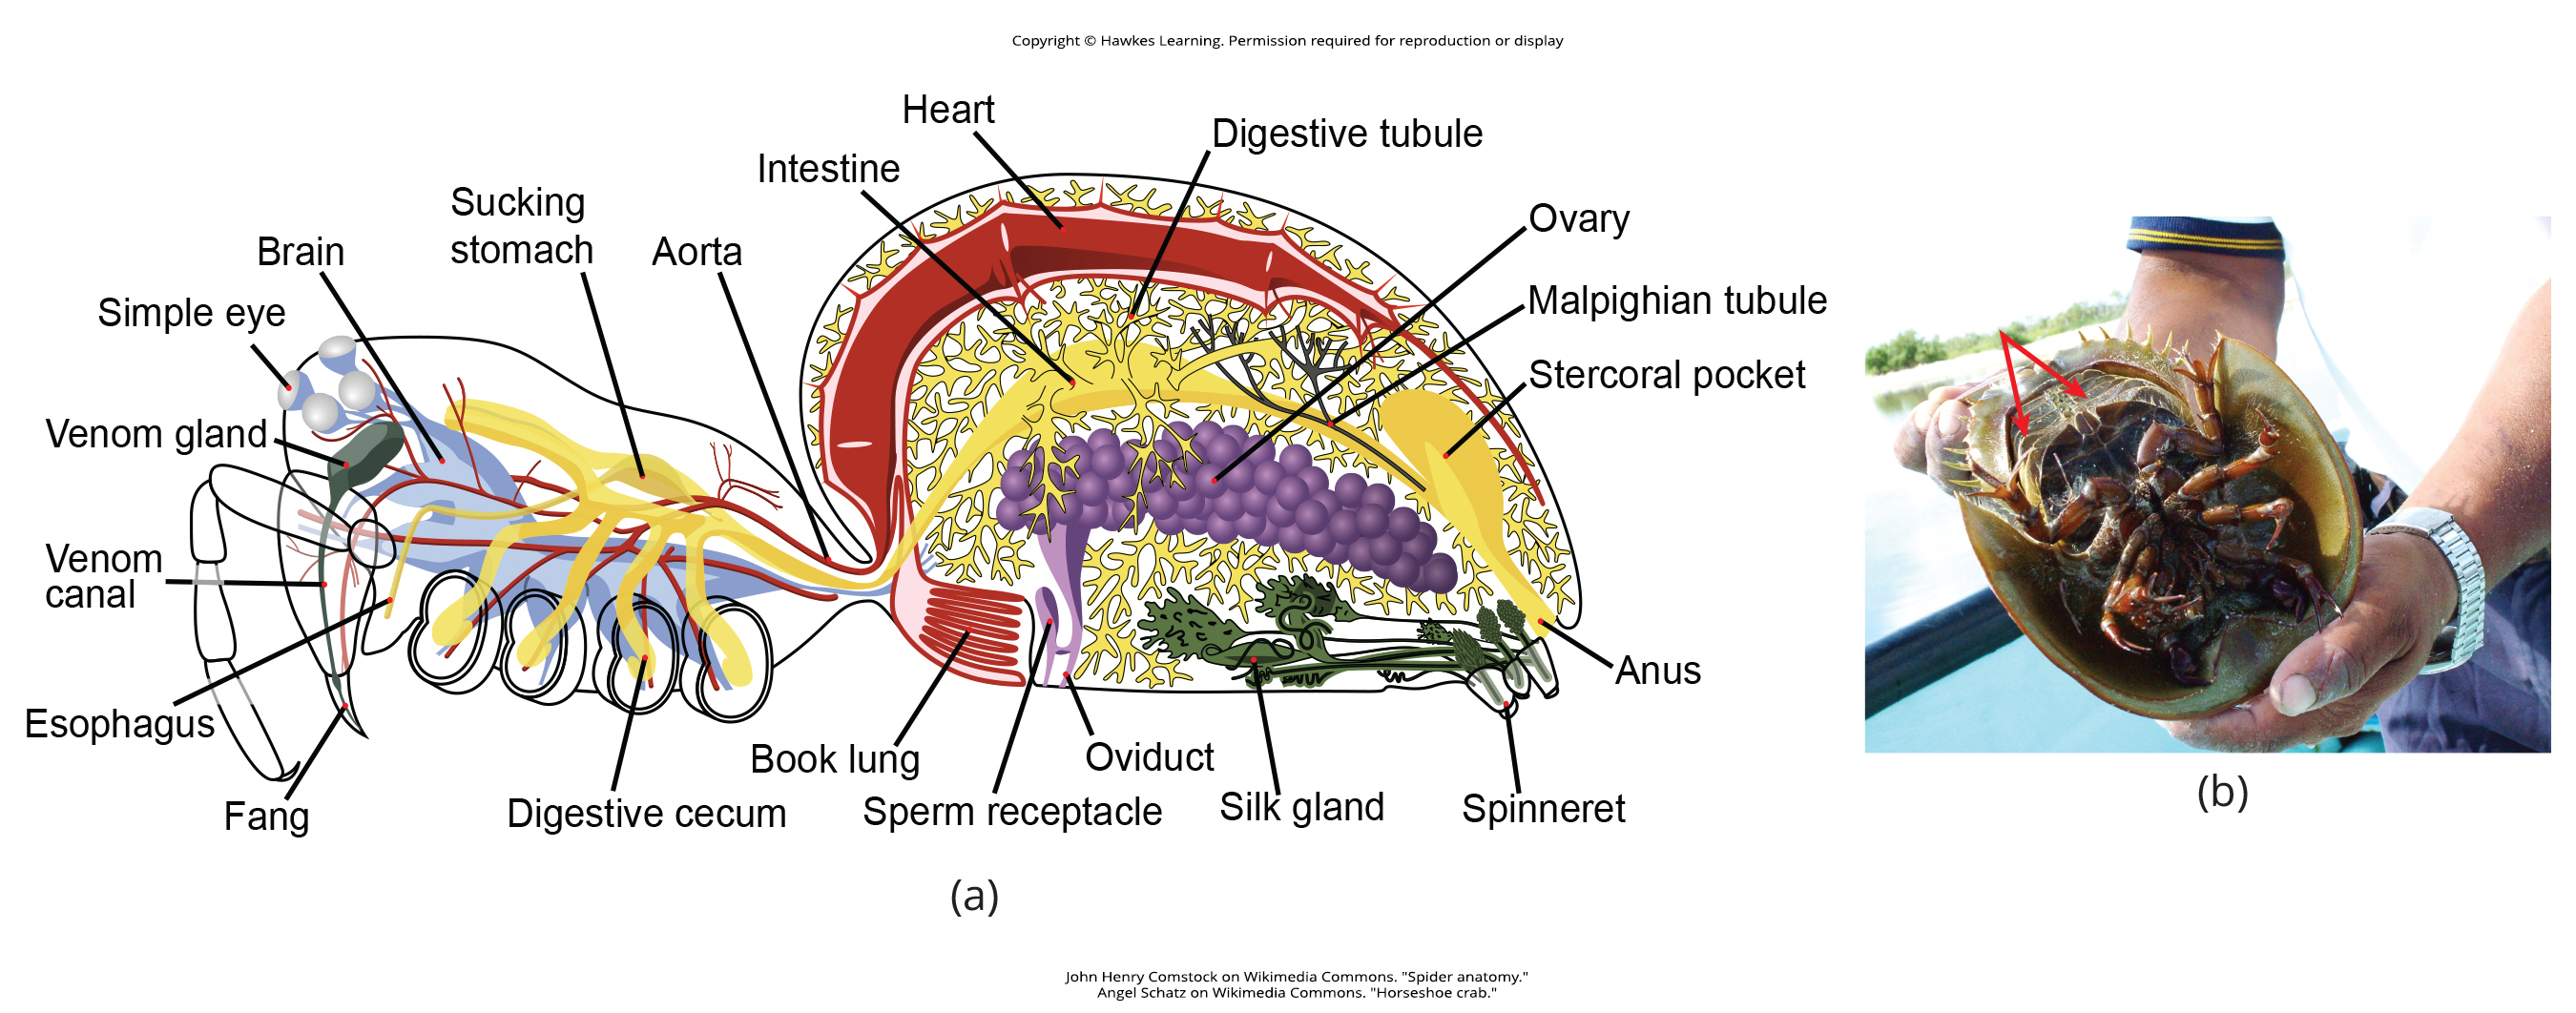 Copyright © Hawkes Learning. Permission required for reproduction or display
Heart
Digestive tubule
Intestine
Sucking
stomach
Ovary
Brain
Aorta
Malpighian tubule
Simple eye
Stercoral pocket
Venom gland
Venom
canal
Anus
Esophagus
Book lung
Oviduct
Fang
Digestive cecum
Sperm receptacle
Silk gland
Spinneret
(b)
(a)
John Henry Comstock on Wikimedia Commons. "Spider anatomy."
Angel Schatz on Wikimedia Commons. "Horseshoe crab."